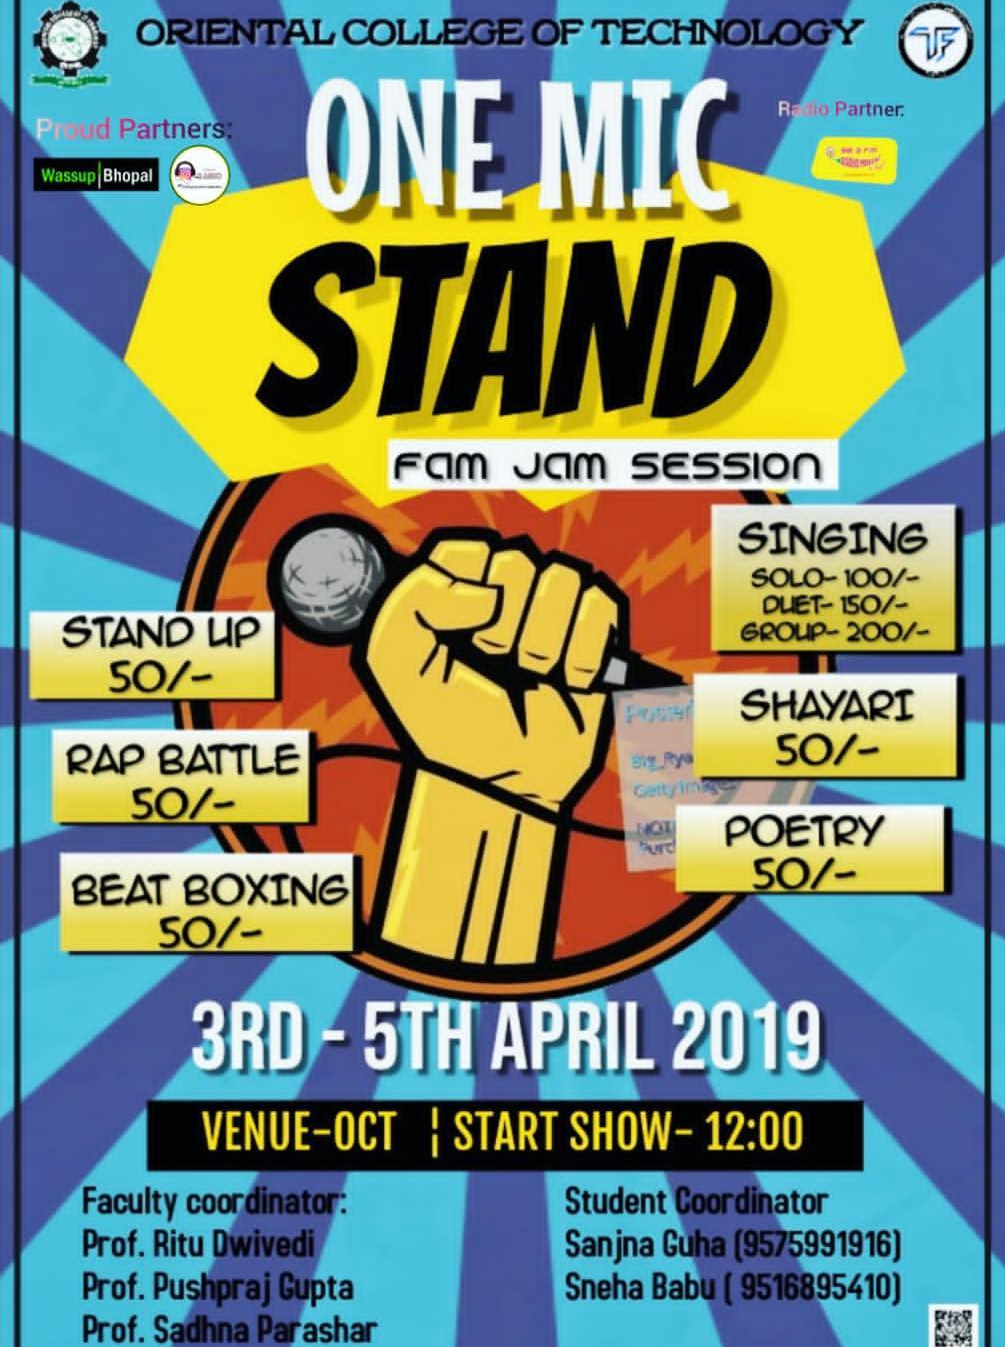 ORIENTAL COLLEGE OF TECHNOLOGY
Proud Partners:
Wassup|Bhopal
Radio Partner:
ONE MIC
STAND
Fam Jam SESSION
SINGING
SOLO- 100/-
DUET- 150/-
GROUP- 200/-
STAND UP
50/-
SHAYARI
50/-
RAP BATTLE
50/-
POETRY
50/-
BEAT BOXING
50/-
3RD - 5TH APRIL 2019
VENUE-OCT ¦ START SHOW- 12:00
Faculty coordinator:
Prof. Ritu Dwivedi
Prof. Pushpraj Gupta
Prof. Sadhna Parashar
Student Coordinator
Sanjna Guha (9575991916)
Sneha Babu ( 9516895410)